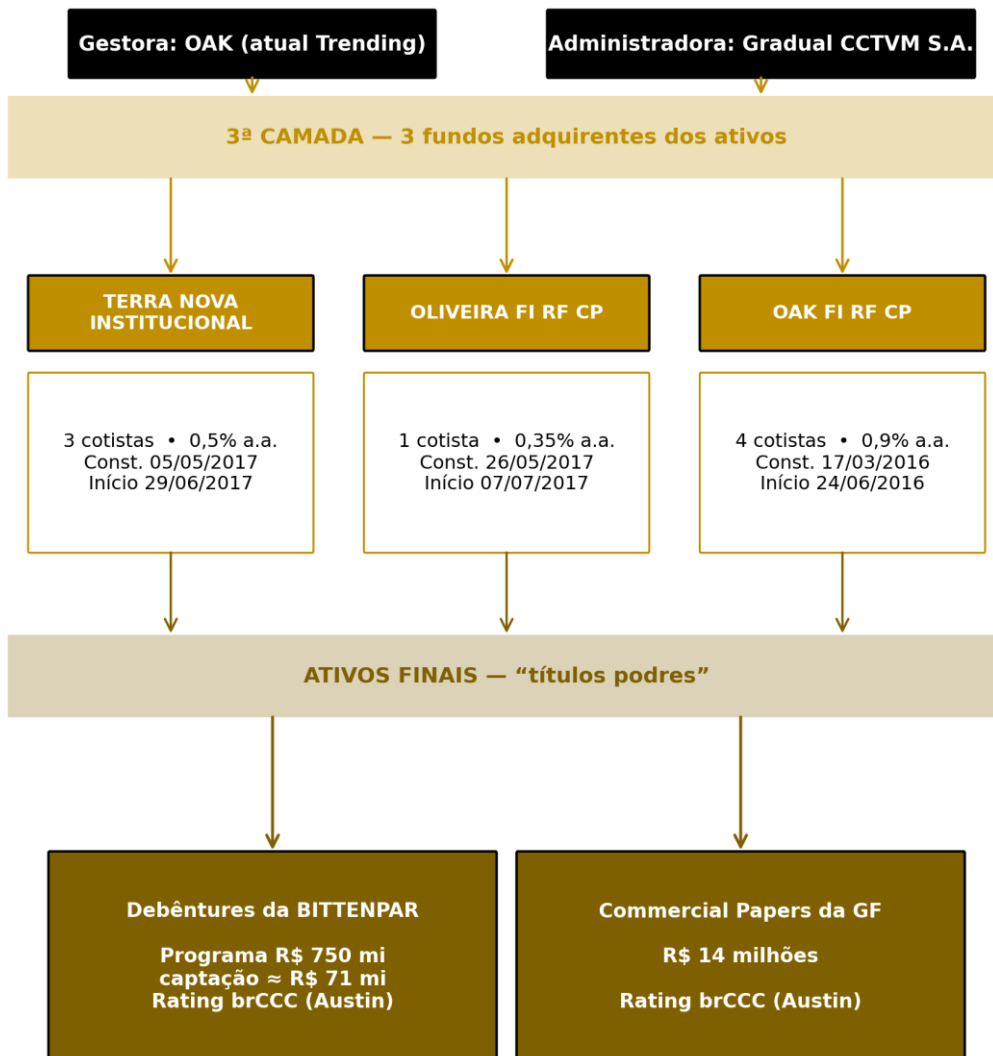 Gestora: OAK (atual Trending)
Administradora: Gradual CCTVM S.A.
3ª CAMADA — 3 fundos adquirentes dos ativos
TERRA NOVA
INSTITUCIONAL
OLIVEIRA FI RF CP
OAK FI RF CP
3 cotistas • 0,5% a.a.
Const. 05/05/2017
Início 29/06/2017
1 cotista • 0,35% a.a.
Const. 26/05/2017
Início 07/07/2017
4 cotistas • 0,9% a.a.
Const. 17/03/2016
Início 24/06/2016
ATIVOS FINAIS — “títulos podres”
Debêntures da BITTENPAR
Programa R$ 750 mi
captação ≈ R$ 71 mi
Rating brCCC (Austin)
Commercial Papers da GF
R$ 14 milhões
Rating brCCC (Austin)